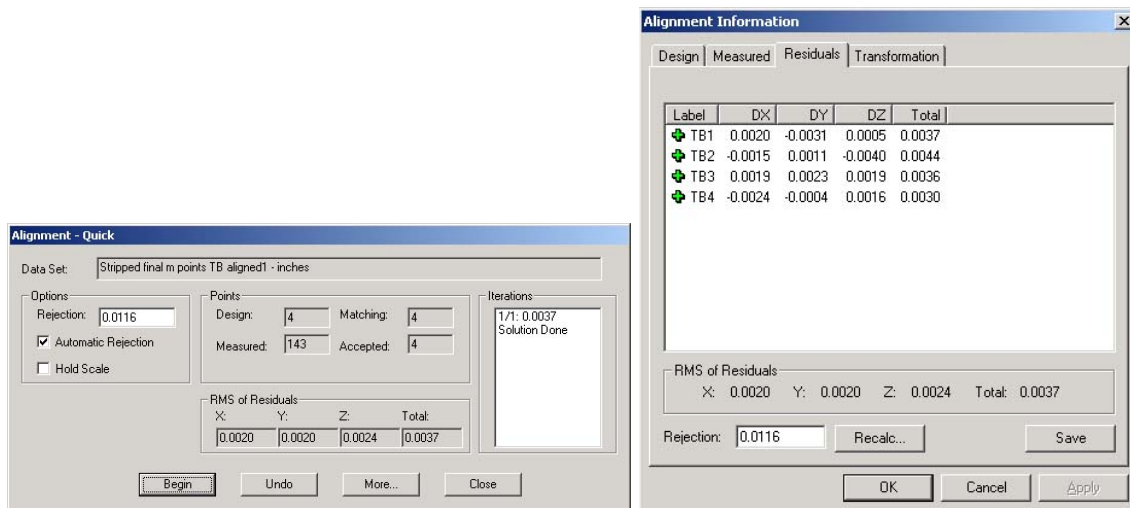 Alignment - Quick
Data Set: Stripped final m points TB aligned1 - inches
Options
Rejection: 0.0116
Automatic Rejection
Hold Scale
Points
Design: 4 Matching: 4
Measured: 143 Accepted: 4
RMS of Residuals
X: Y: Z: Total:
0.0020 0.0020 0.0024 0.0037
Iterations
1/1: 0.0037
Solution Done
Begin Undo More... Close
Alignment Information
Design Measured Residuals Transformation
Label DX DY DZ Total
TB1 0.0020 -0.0031 0.0005 0.0037
TB2 -0.0015 0.0011 -0.0040 0.0044
TB3 0.0019 0.0023 0.0019 0.0036
TB4 -0.0024 -0.0004 0.0016 0.0030
RMS of Residuals
X: 0.0020 Y: 0.0020 Z: 0.0024 Total: 0.0037
Rejection: 0.0116 Recalc... Save
OK Cancel Apply